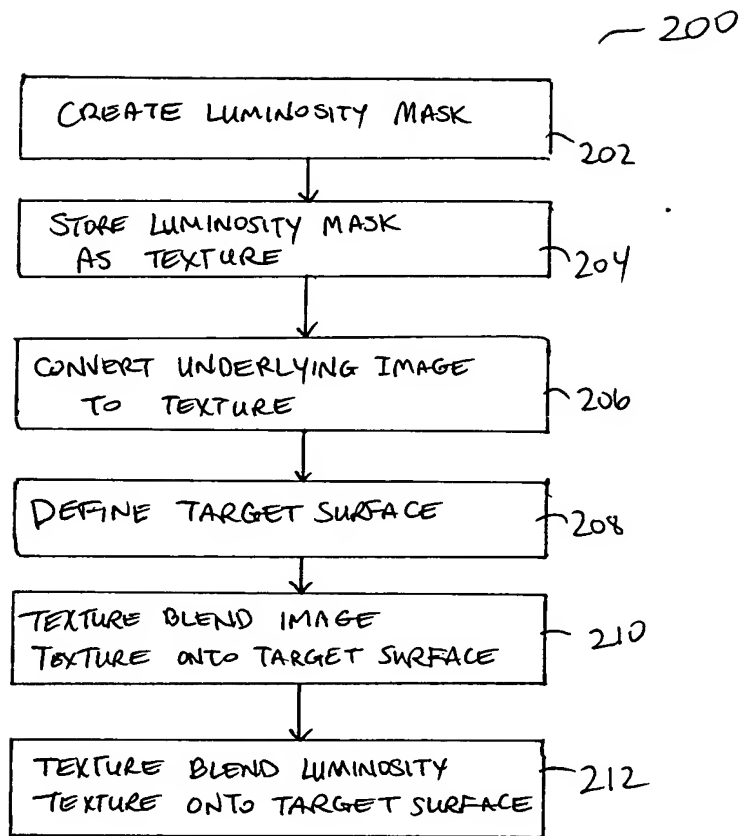 200
CREATE LUMINOSITY MASK
202
STORE LUMINOSITY MASK
AS TEXTURE
204
CONVERT UNDERLYING IMAGE
TO TEXTURE
206
DEFINE TARGET SURFACE
208
TEXTURE BLEND IMAGE
TEXTURE ONTO TARGET SURFACE
210
TEXTURE BLEND LUMINOSITY
TEXTURE ONTO TARGET SURFACE
212